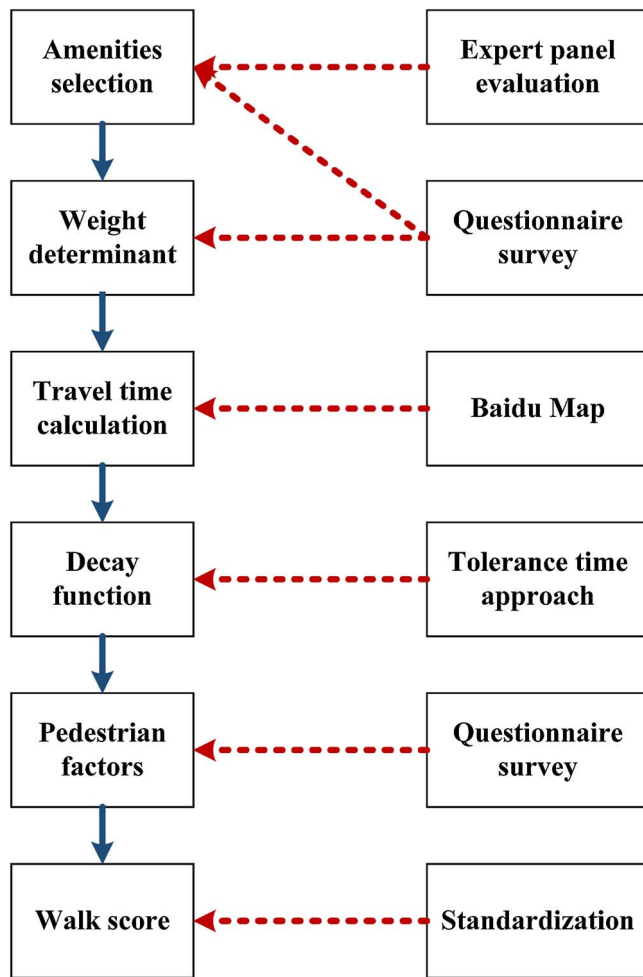 Amenities
selection
Expert panel
evaluation
Weight
determinant
Questionnaire
survey
Travel time
calculation
Baidu Map
Decay
function
Tolerance time
approach
Pedestrian
factors
Questionnaire
survey
Walk score
Standardization